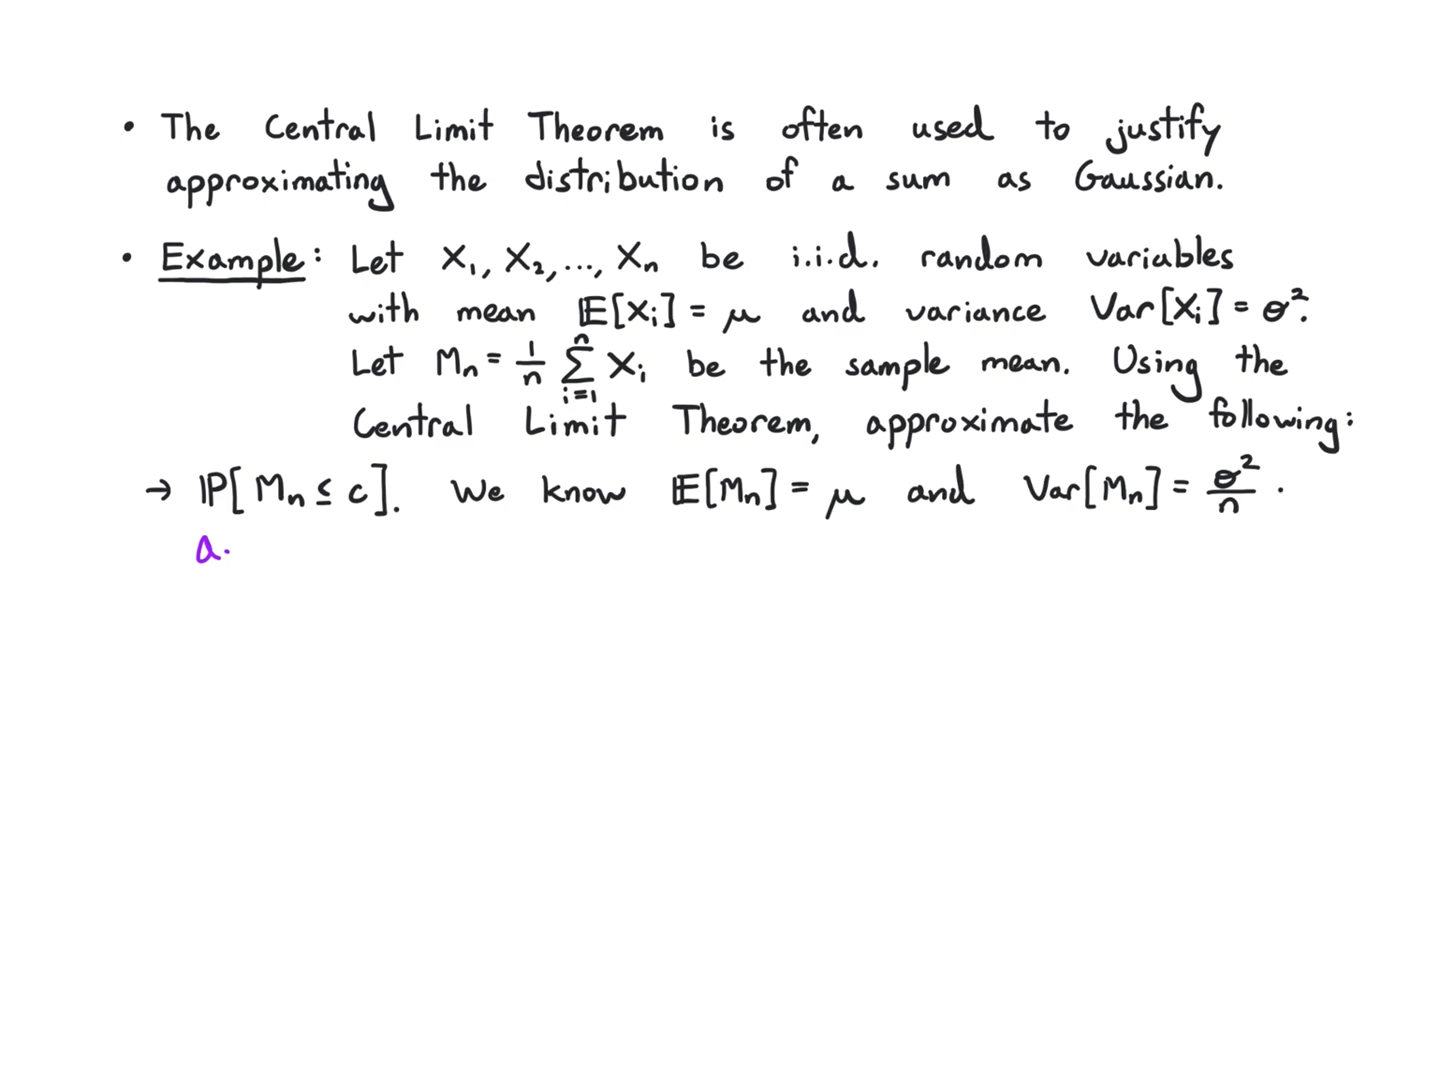 • The Central Limit Theorem is often used to justify
approximating the distribution of a sum as Gaussian.
• Example: Let X₁, X₂, ..., Xₙ be i.i.d. random variables
with mean 𝔼[Xᵢ] = μ and variance Var[Xᵢ] = σ².
Let Mₙ = 1/n ∑ᵢ₌₁ⁿ Xᵢ be the sample mean. Using the
Central Limit Theorem, approximate the following:
→ ℙ[Mₙ ≤ c]. We know 𝔼[Mₙ] = μ and Var[Mₙ] = σ²/n.
a.